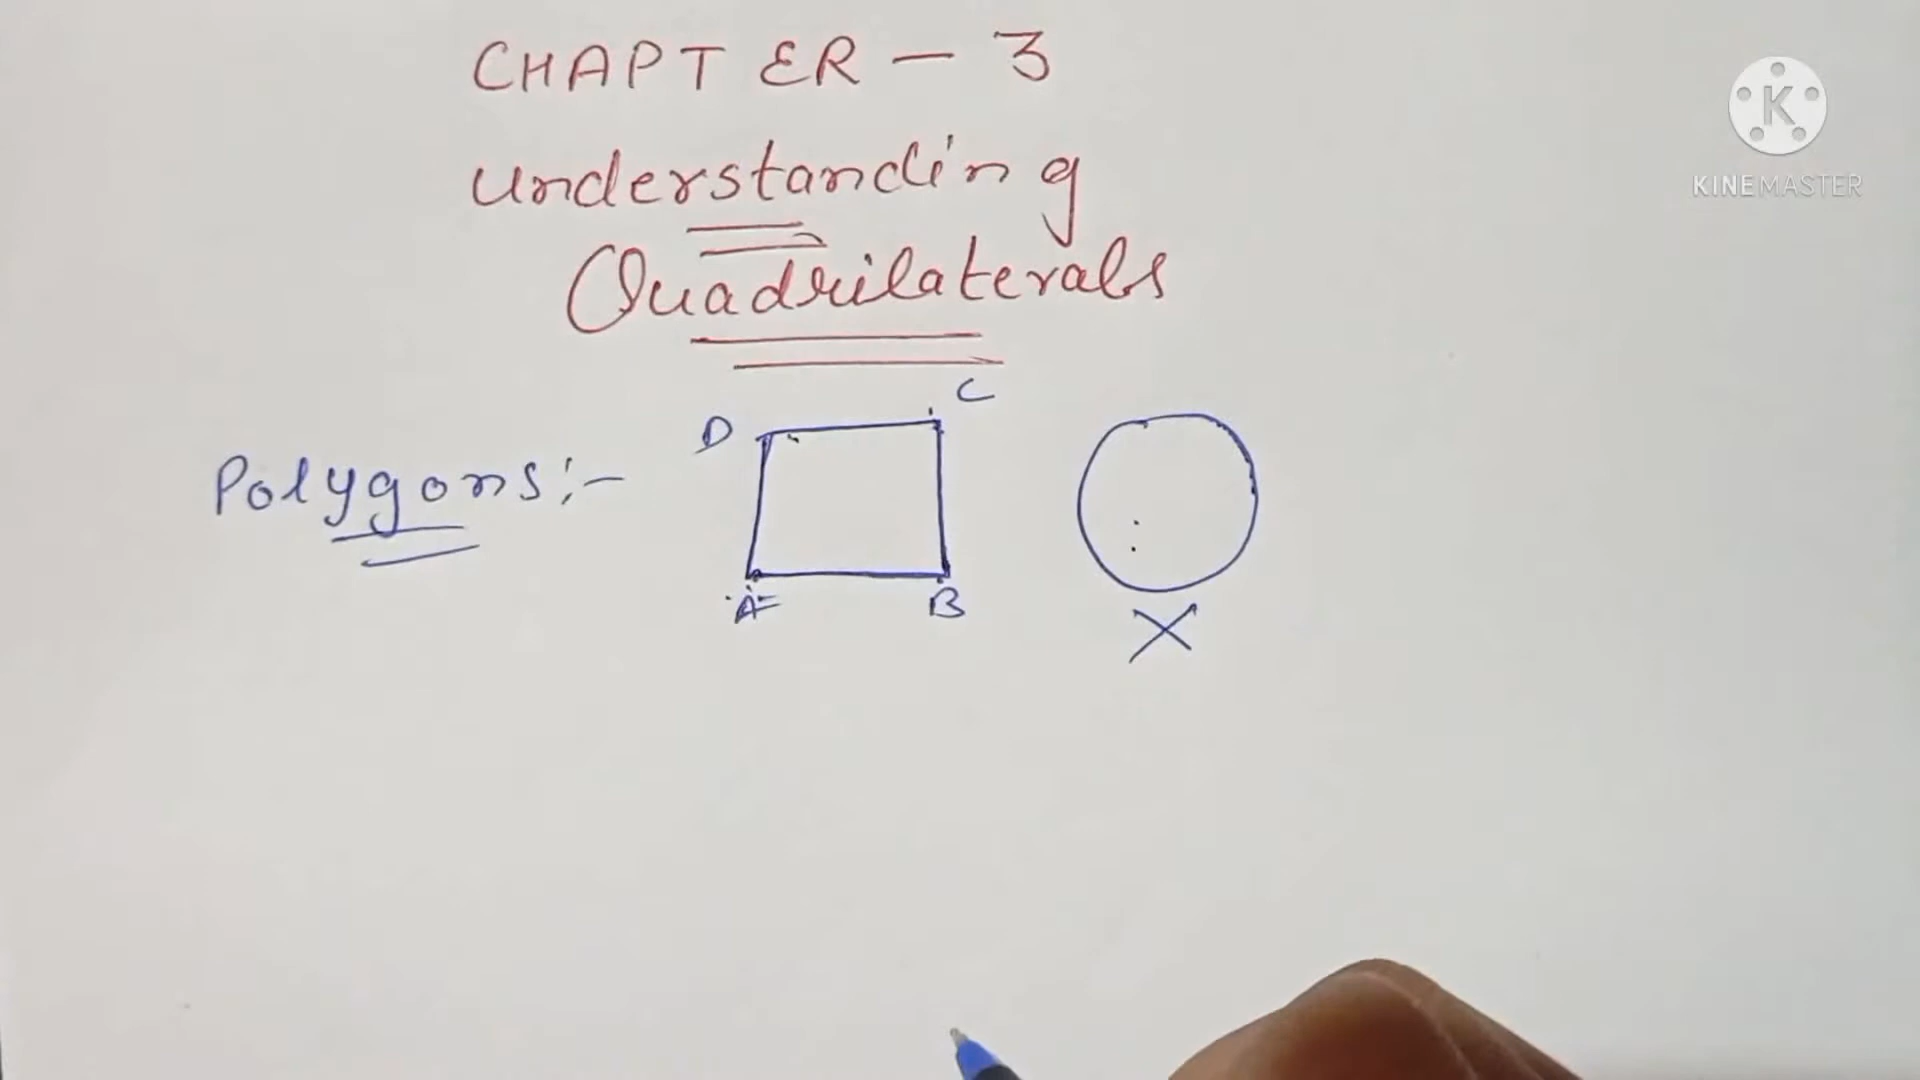 CHAPTER - 3
Understanding
Quadrilaterals
Polygons :-
D
C
A
B
X
K
KINEMASTER